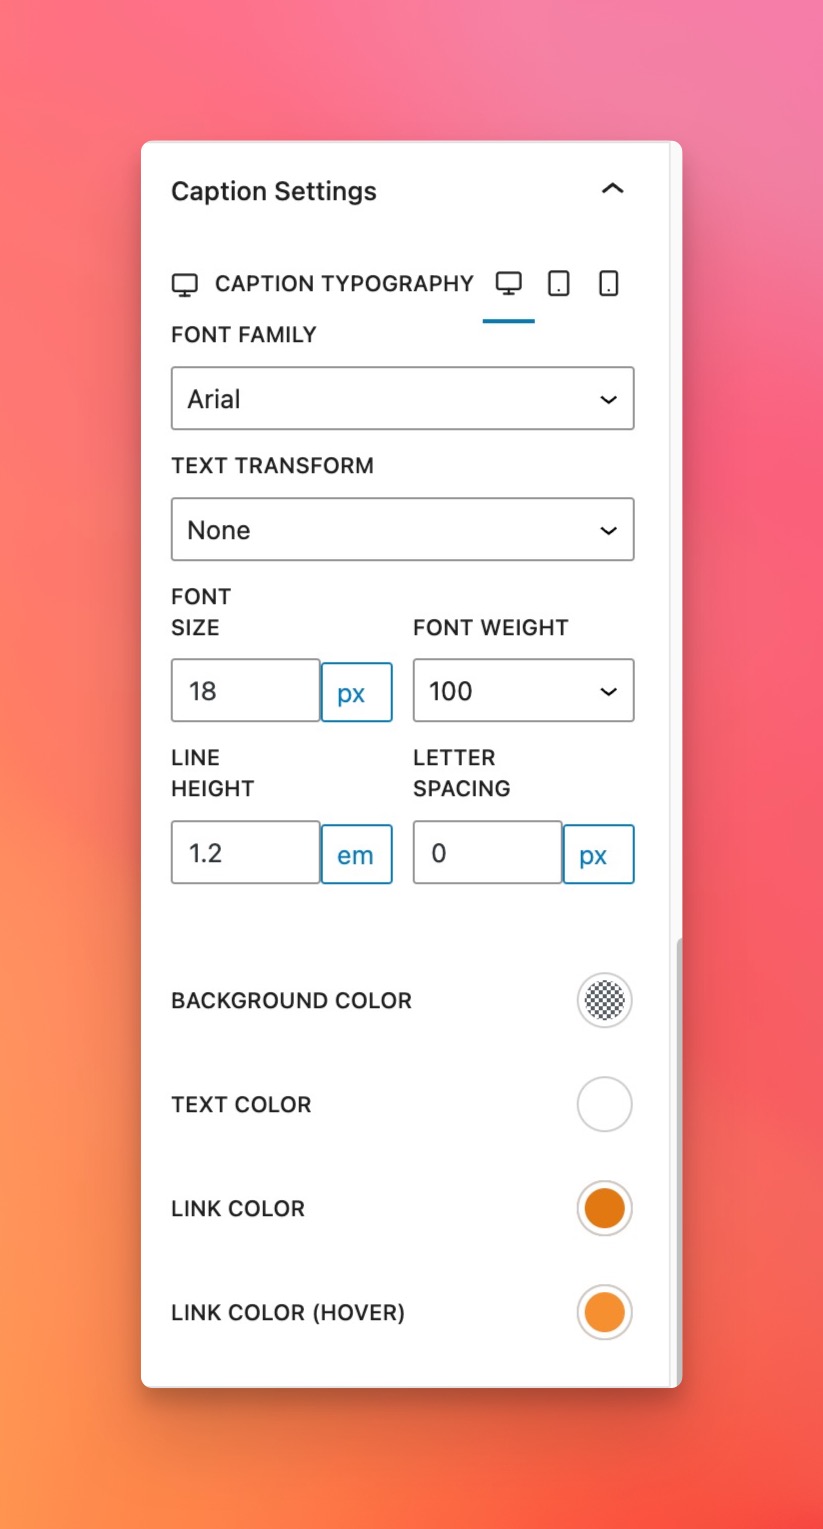 Caption Settings
CAPTION TYPOGRAPHY
FONT FAMILY
Arial
TEXT TRANSFORM
None
FONT
SIZE
18 px
FONT WEIGHT
100
LINE
HEIGHT
1.2 em
LETTER
SPACING
0 px
BACKGROUND COLOR
TEXT COLOR
LINK COLOR
LINK COLOR (HOVER)